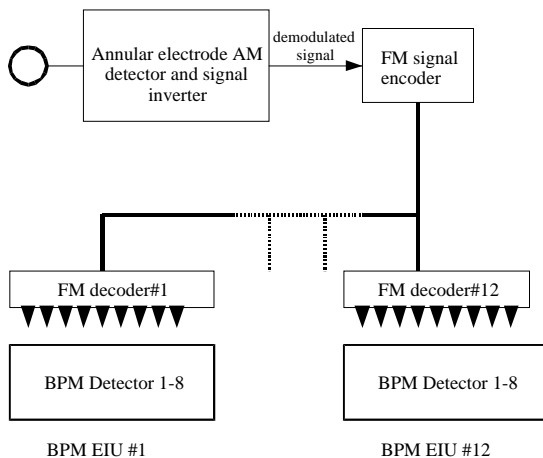 Annular electrode AM
detector and signal
inverter
demodulated
signal
FM signal
encoder
FM decoder#1
FM decoder#12
BPM Detector 1-8
BPM Detector 1-8
BPM EIU #1
BPM EIU #12